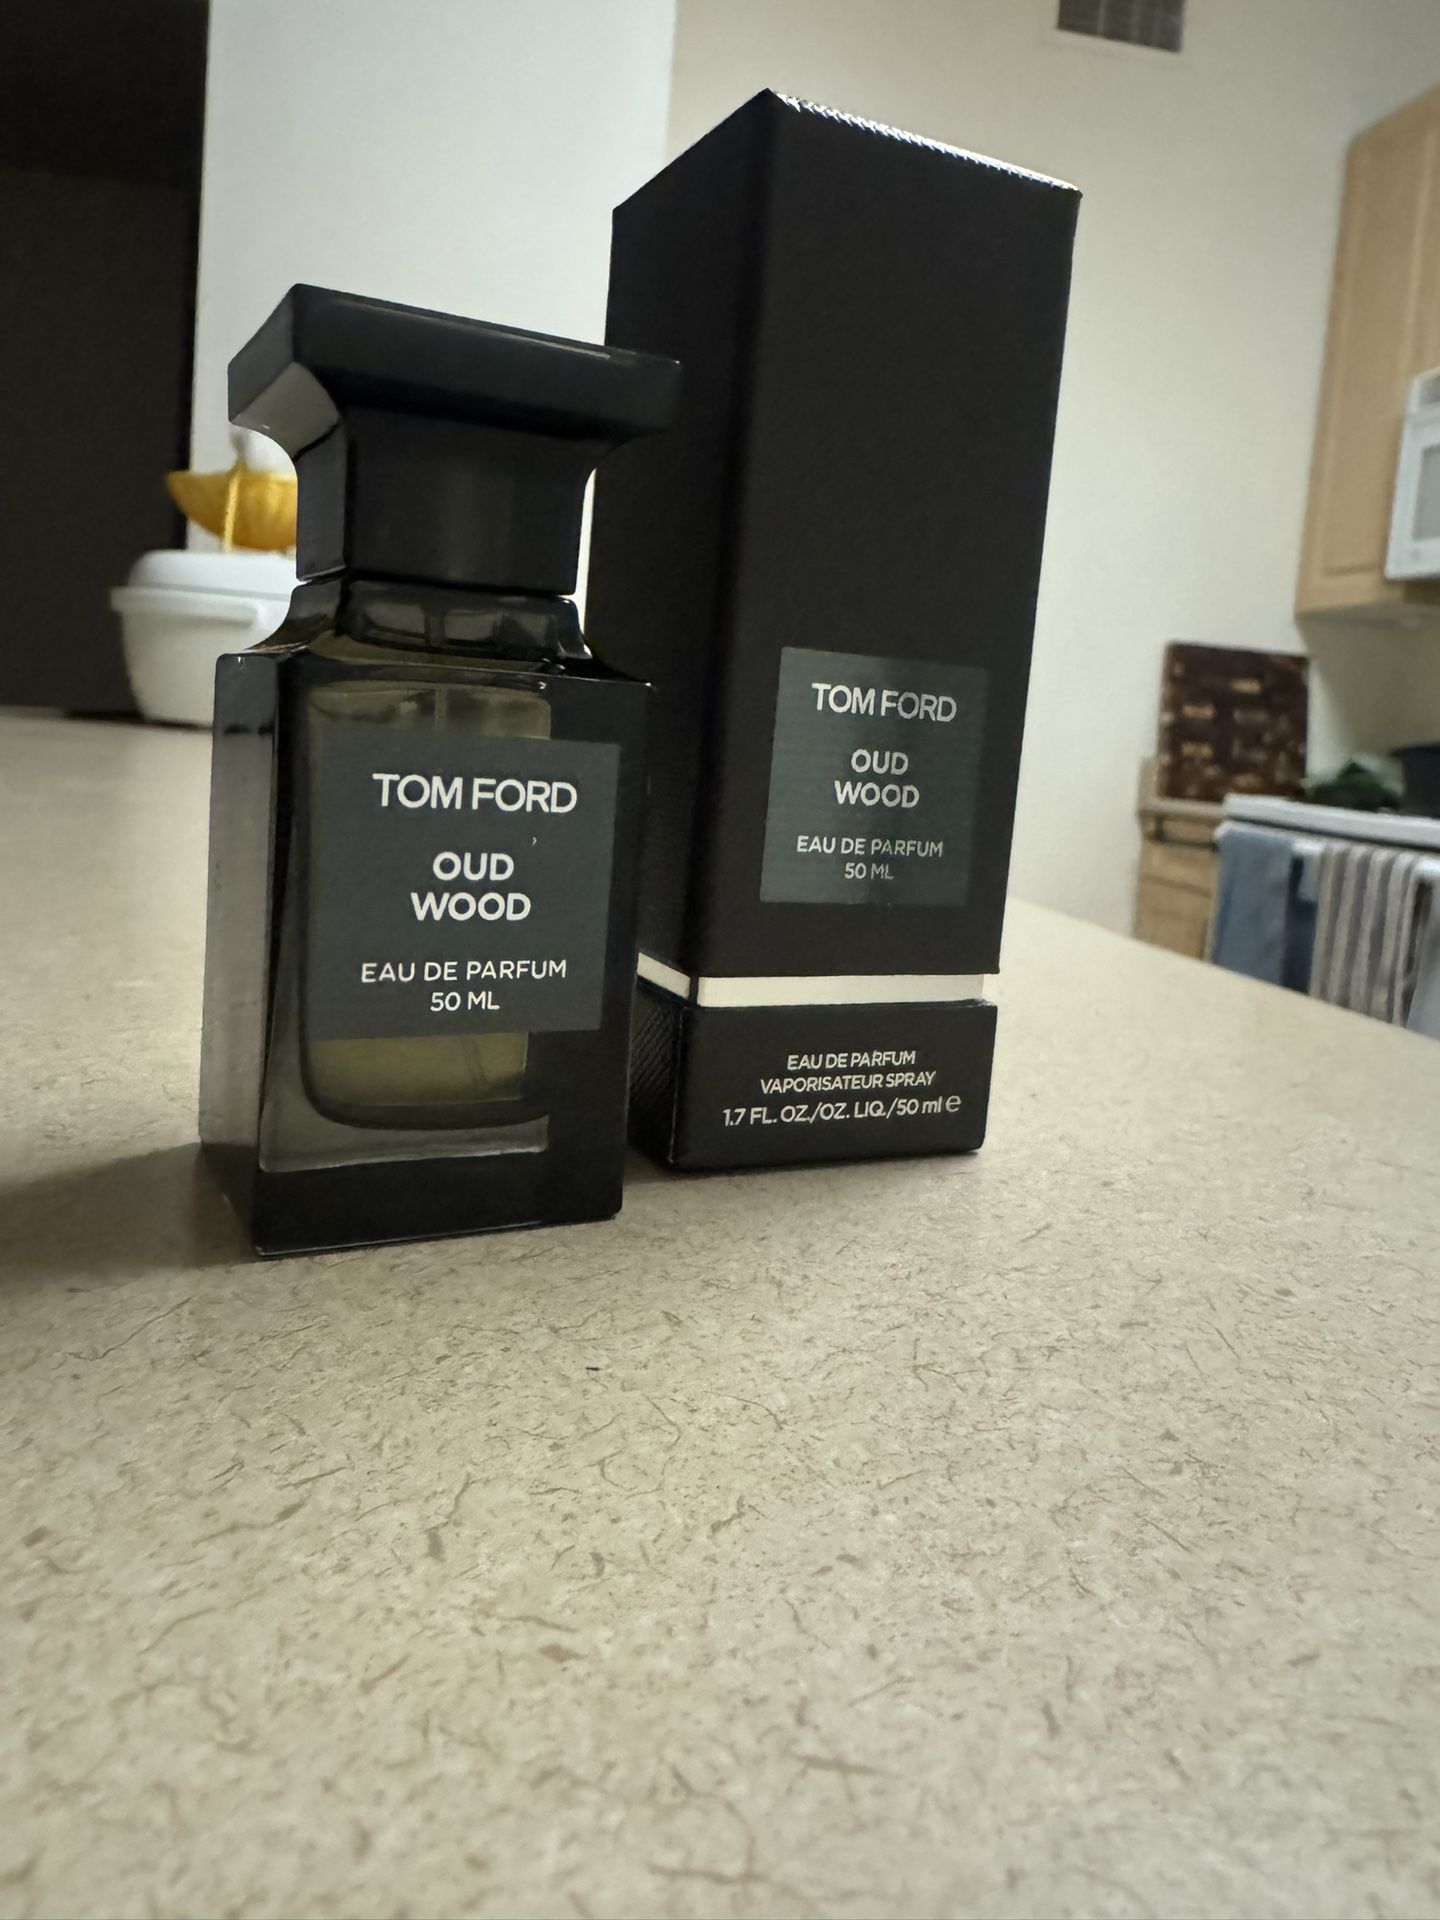 TOM FORD
OUD
WOOD
EAU DE PARFUM
50 ML
TOM FORD
OUD
WOOD
EAU DE PARFUM
50 ML
EAU DE PARFUM
VAPORISATEUR SPRAY
1.7 FL. OZ./OZ. LIQ./50 ml e